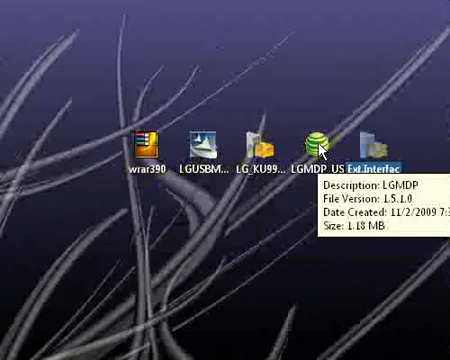 wrar390 LGUSBM... LG_KU99... LGMDP_US Ext.Interfac
Description: LGMDP
File Version: 1.5.1.0
Date Created: 11/2/2009 7:3
Size: 1.18 MB